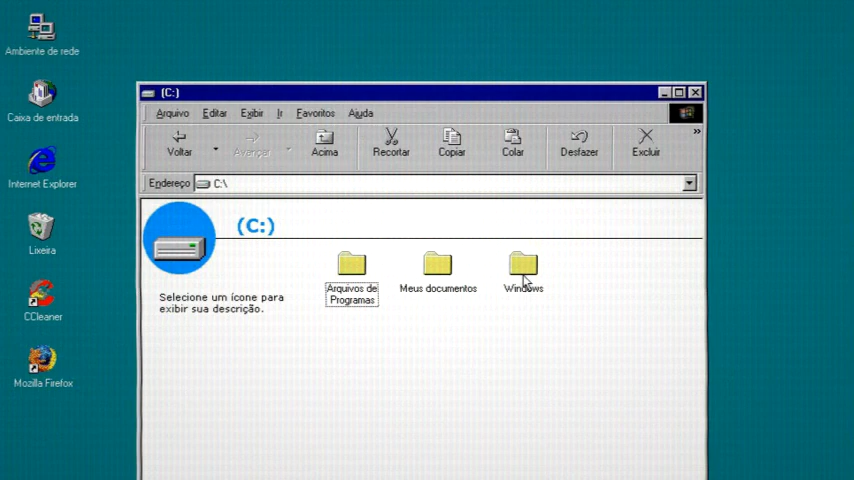 Ambiente de rede
Caixa de entrada
Internet Explorer
Lixeira
CCleaner
Mozilla Firefox
(C:)
Arquivo Editar Exibir Ir Favoritos Ajuda
Voltar Avançar Acima Recortar Copiar Colar Desfazer Excluir »
Endereço C:\
(C:)
Selecione um ícone para
exibir sua descrição.
Arquivos de
Programas
Meus documentos
Windows